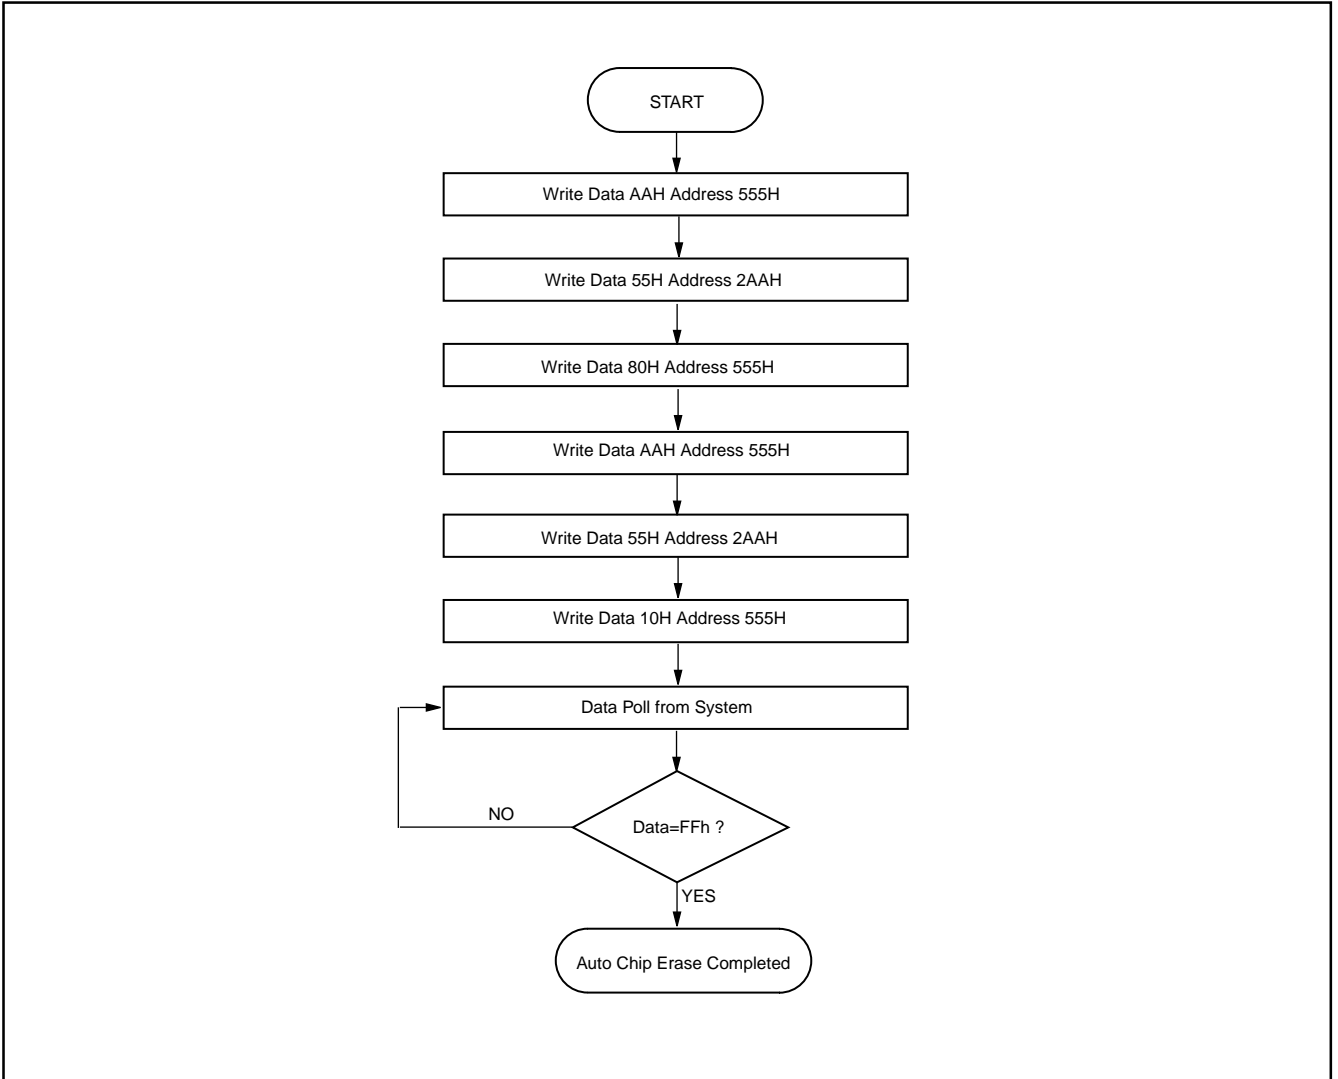 START
Write Data AAH Address 555H
Write Data 55H Address 2AAH
Write Data 80H Address 555H
Write Data AAH Address 555H
Write Data 55H Address 2AAH
Write Data 10H Address 555H
Data Poll from System
NO
Data=FFh ?
YES
Auto Chip Erase Completed